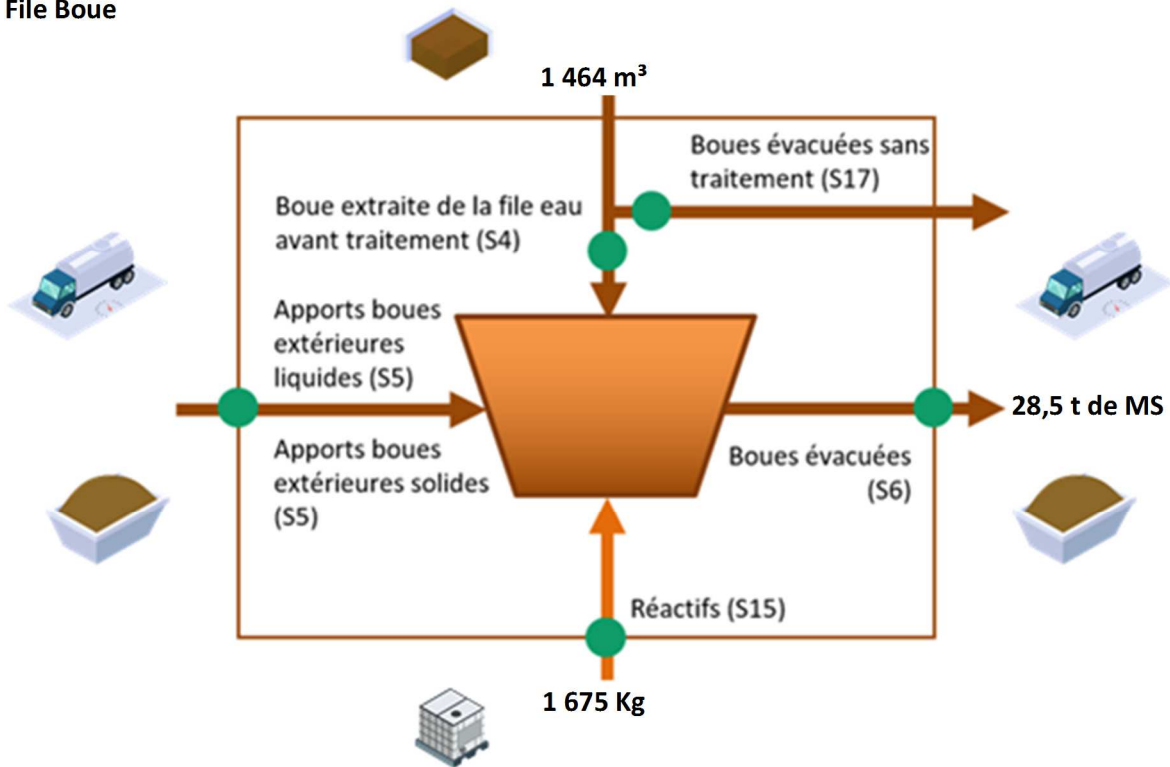 File Boue
1 464 m³
Boues évacuées sans
traitement (S17)
Boue extraite de la file eau
avant traitement (S4)
Apports boues
extérieures
liquides (S5)
28,5 t de MS
Apports boues
extérieures solides
(S5)
Boues évacuées
(S6)
Réactifs (S15)
1 675 Kg